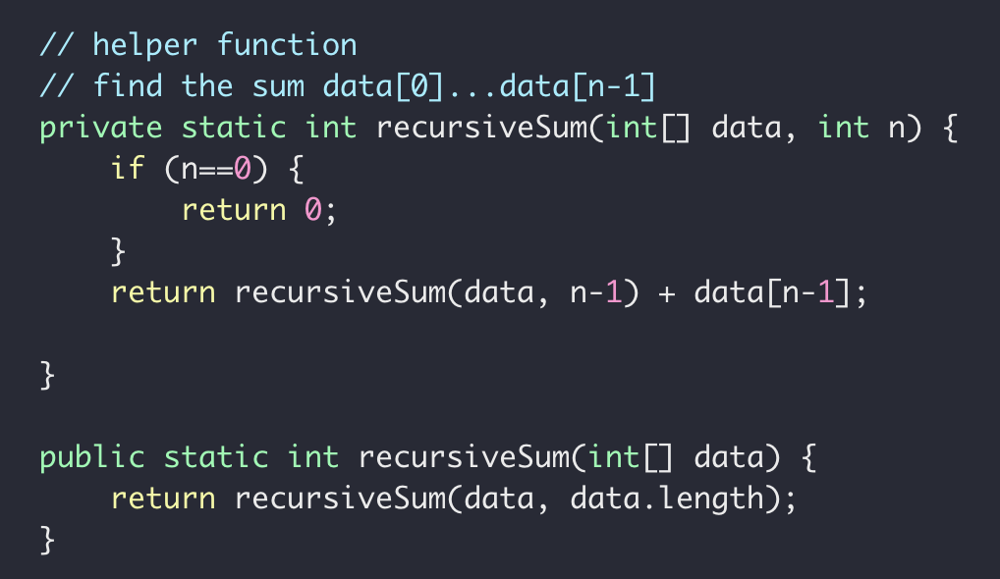 // helper function
// find the sum data[0]...data[n-1]
private static int recursiveSum(int[] data, int n) {
    if (n==0) {
        return 0;
    }
    return recursiveSum(data, n-1) + data[n-1];

}

public static int recursiveSum(int[] data) {
    return recursiveSum(data, data.length);
}